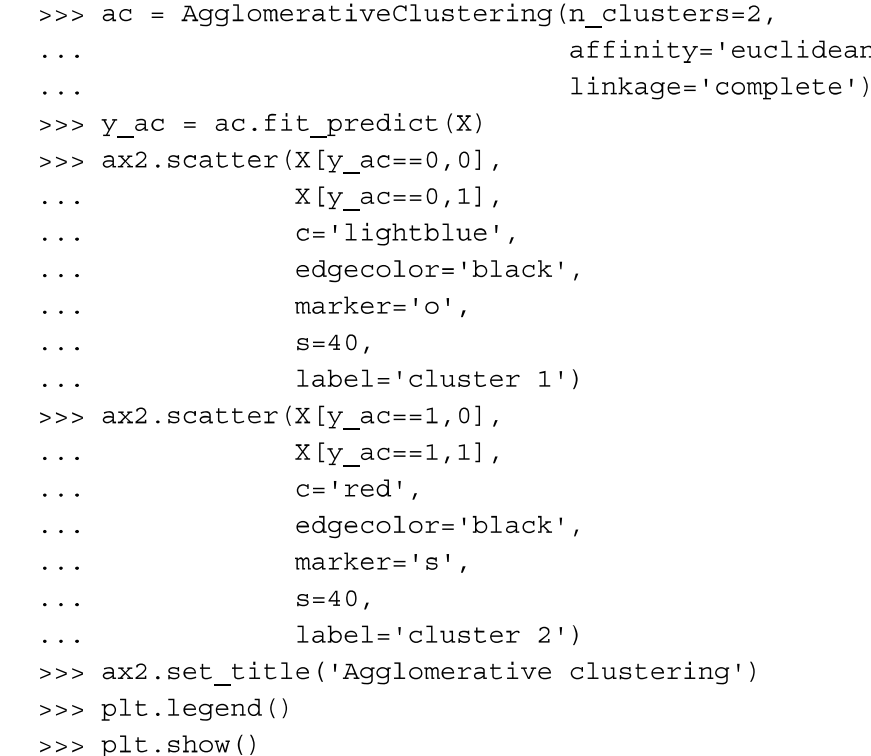 >>> ac = AgglomerativeClustering(n_clusters=2,
...                              affinity='euclidean
...                              linkage='complete')
>>> y_ac = ac.fit_predict(X)
>>> ax2.scatter(X[y_ac==0,0],
...             X[y_ac==0,1],
...             c='lightblue',
...             edgecolor='black',
...             marker='o',
...             s=40,
...             label='cluster 1')
>>> ax2.scatter(X[y_ac==1,0],
...             X[y_ac==1,1],
...             c='red',
...             edgecolor='black',
...             marker='s',
...             s=40,
...             label='cluster 2')
>>> ax2.set_title('Agglomerative clustering')
>>> plt.legend()
>>> plt.show()